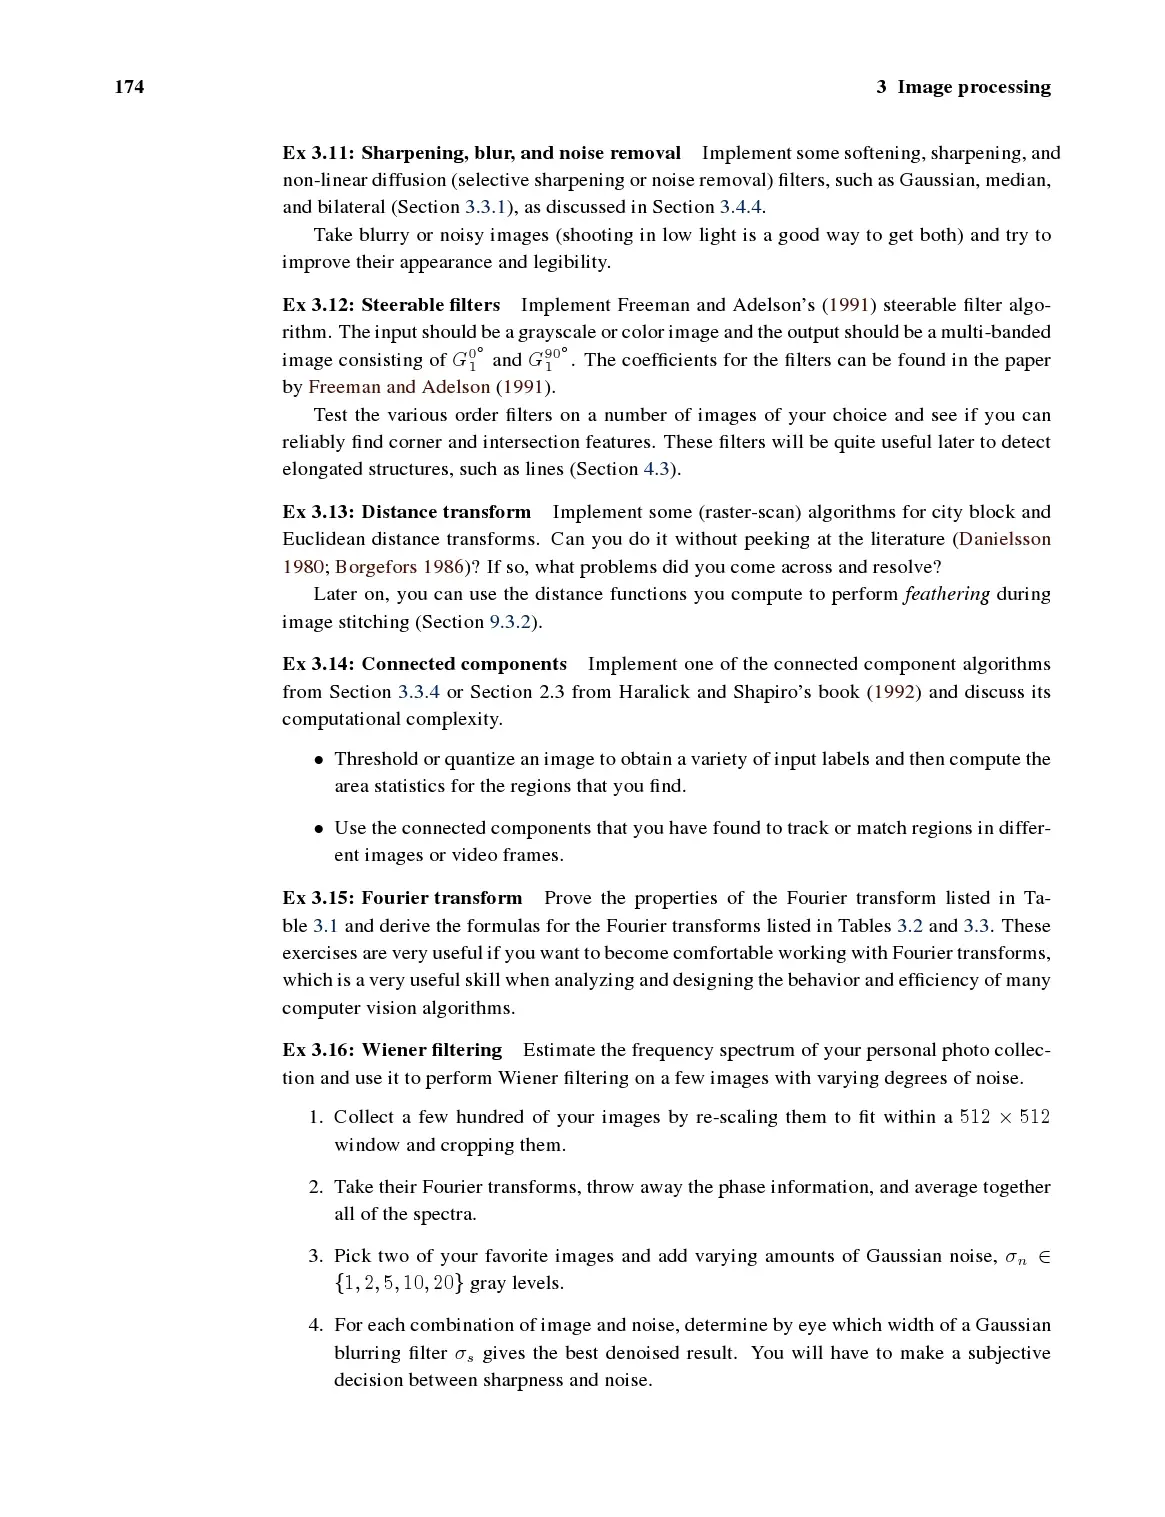 174
3 Image processing
Ex 3.11: Sharpening, blur, and noise removal Implement some softening, sharpening, and
non-linear diffusion (selective sharpening or noise removal) filters, such as Gaussian, median,
and bilateral (Section 3.3.1), as discussed in Section 3.4.4.
Take blurry or noisy images (shooting in low light is a good way to get both) and try to
improve their appearance and legibility.
Ex 3.12: Steerable filters Implement Freeman and Adelson's (1991) steerable filter algo-
rithm. The input should be a grayscale or color image and the output should be a multi-banded
image consisting of G₁⁰° and G₁⁹⁰°. The coefficients for the filters can be found in the paper
by Freeman and Adelson (1991).
Test the various order filters on a number of images of your choice and see if you can
reliably find corner and intersection features. These filters will be quite useful later to detect
elongated structures, such as lines (Section 4.3).
Ex 3.13: Distance transform Implement some (raster-scan) algorithms for city block and
Euclidean distance transforms. Can you do it without peeking at the literature (Danielsson
1980; Borgefors 1986)? If so, what problems did you come across and resolve?
Later on, you can use the distance functions you compute to perform feathering during
image stitching (Section 9.3.2).
Ex 3.14: Connected components Implement one of the connected component algorithms
from Section 3.3.4 or Section 2.3 from Haralick and Shapiro's book (1992) and discuss its
computational complexity.
• Threshold or quantize an image to obtain a variety of input labels and then compute the
area statistics for the regions that you find.
• Use the connected components that you have found to track or match regions in differ-
ent images or video frames.
Ex 3.15: Fourier transform Prove the properties of the Fourier transform listed in Ta-
ble 3.1 and derive the formulas for the Fourier transforms listed in Tables 3.2 and 3.3. These
exercises are very useful if you want to become comfortable working with Fourier transforms,
which is a very useful skill when analyzing and designing the behavior and efficiency of many
computer vision algorithms.
Ex 3.16: Wiener filtering Estimate the frequency spectrum of your personal photo collec-
tion and use it to perform Wiener filtering on a few images with varying degrees of noise.
1. Collect a few hundred of your images by re-scaling them to fit within a 512 × 512
window and cropping them.
2. Take their Fourier transforms, throw away the phase information, and average together
all of the spectra.
3. Pick two of your favorite images and add varying amounts of Gaussian noise, σₙ ∈
{1, 2, 5, 10, 20} gray levels.
4. For each combination of image and noise, determine by eye which width of a Gaussian
blurring filter σₛ gives the best denoised result. You will have to make a subjective
decision between sharpness and noise.